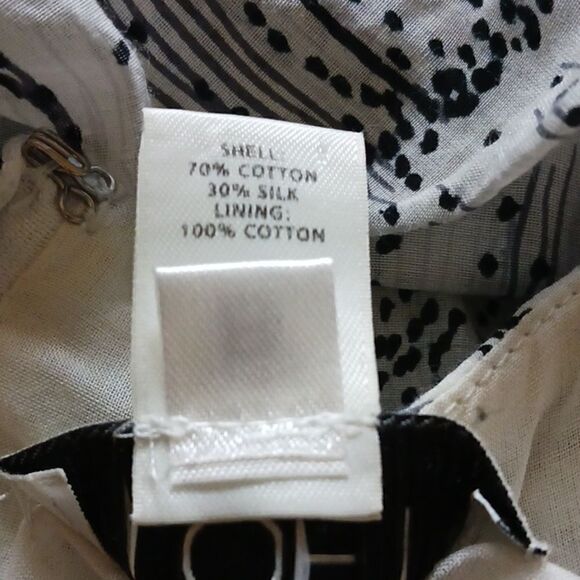 SHELL:
70% COTTON
30% SILK
LINING:
100% COTTON